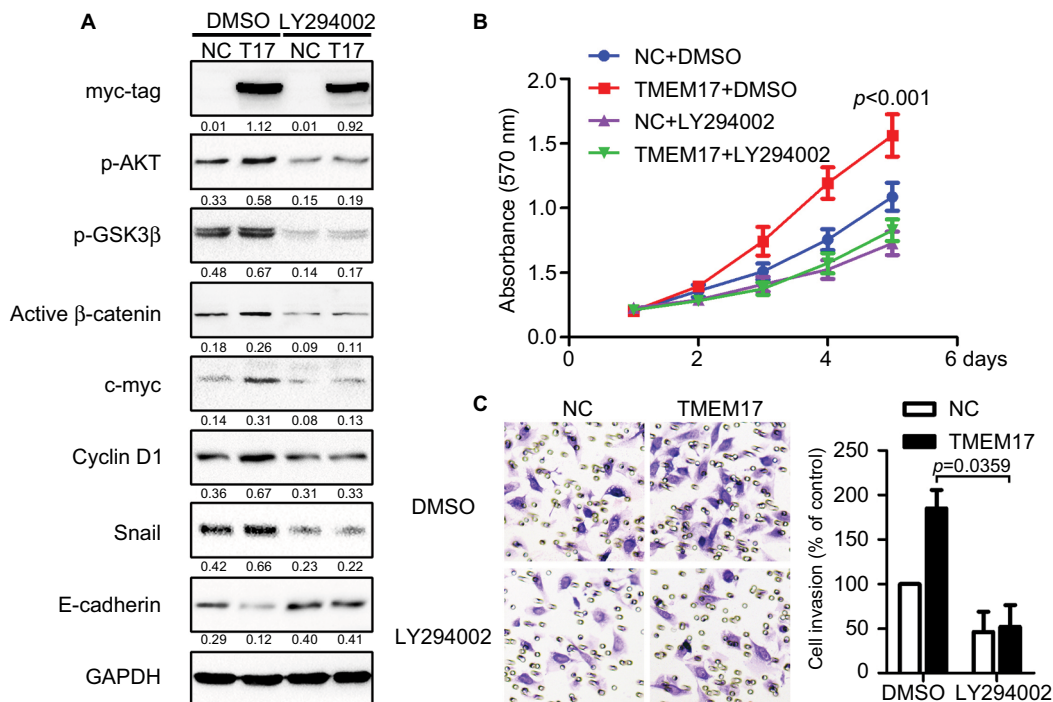 A
DMSO LY294002
NC T17 NC T17
myc-tag
0.01 1.12 0.01 0.92
p-AKT
0.33 0.58 0.15 0.19
p-GSK3β
0.48 0.67 0.14 0.17
Active β-catenin
0.18 0.26 0.09 0.11
c-myc
0.14 0.31 0.08 0.13
Cyclin D1
0.36 0.67 0.31 0.33
Snail
0.42 0.66 0.23 0.22
E-cadherin
0.29 0.12 0.40 0.41
GAPDH
B
NC+DMSO
TMEM17+DMSO
NC+LY294002
TMEM17+LY294002
p<0.001
Absorbance (570 nm)
2.0
1.5
1.0
1.5
0.0
0 2 4 6 days
C
NC TMEM17
DMSO
LY294002
NC
TMEM17
p=0.0359
Cell invasion (% of control)
250
200
150
100
50
0
DMSO LY294002